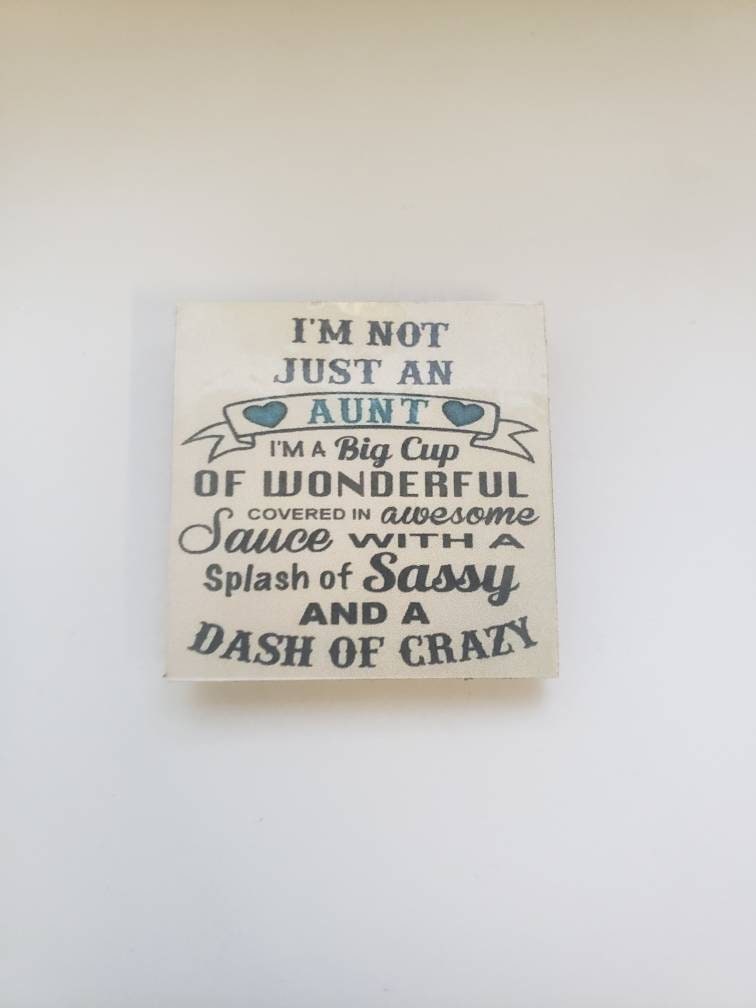 I'M NOT
JUST AN
AUNT
I'M A Big Cup
OF WONDERFUL
COVERED IN awesome
Sauce WITH A
Splash of Sassy
AND A
DASH OF CRAZY